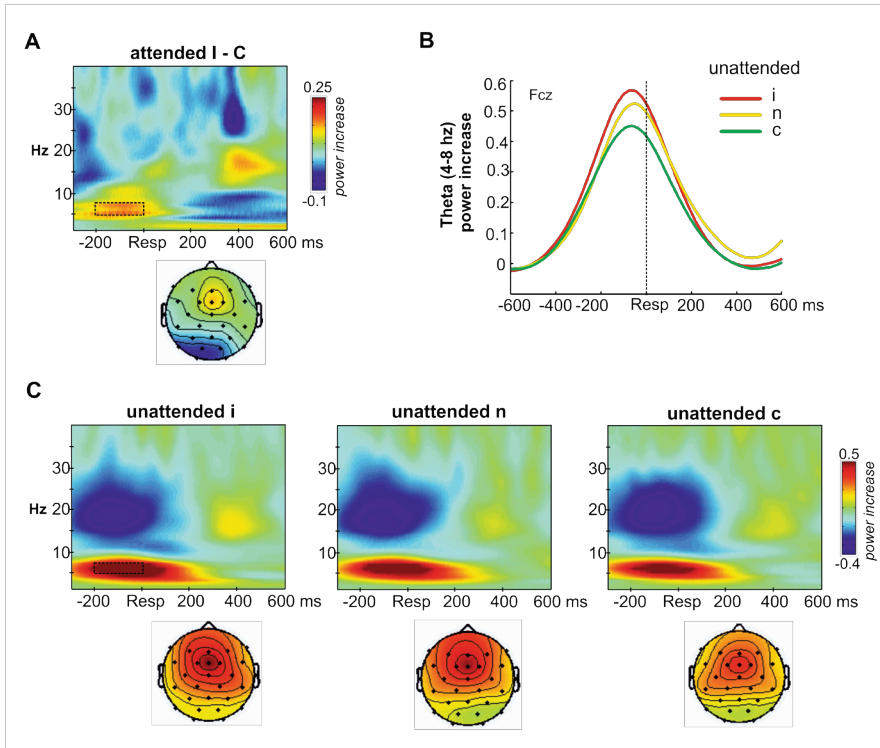 A
attended I - C
30
Hz 20
10
-200 Resp 200 400 600 ms
0.25
-0.1
power increase
B
unattended
i
n
c
Fcz
Theta (4-8 hz)
power increase
0.6
0.5
0.4
0.3
0.2
0.1
0
-600 -400 -200 Resp 200 400 600 ms
C
unattended i
30
Hz 20
10
-200 Resp 200 400 600 ms
unattended n
30
20
10
-200 Resp 200 400 600 ms
unattended c
30
20
10
-200 Resp 200 400 600 ms
0.5
-0.4
power increase